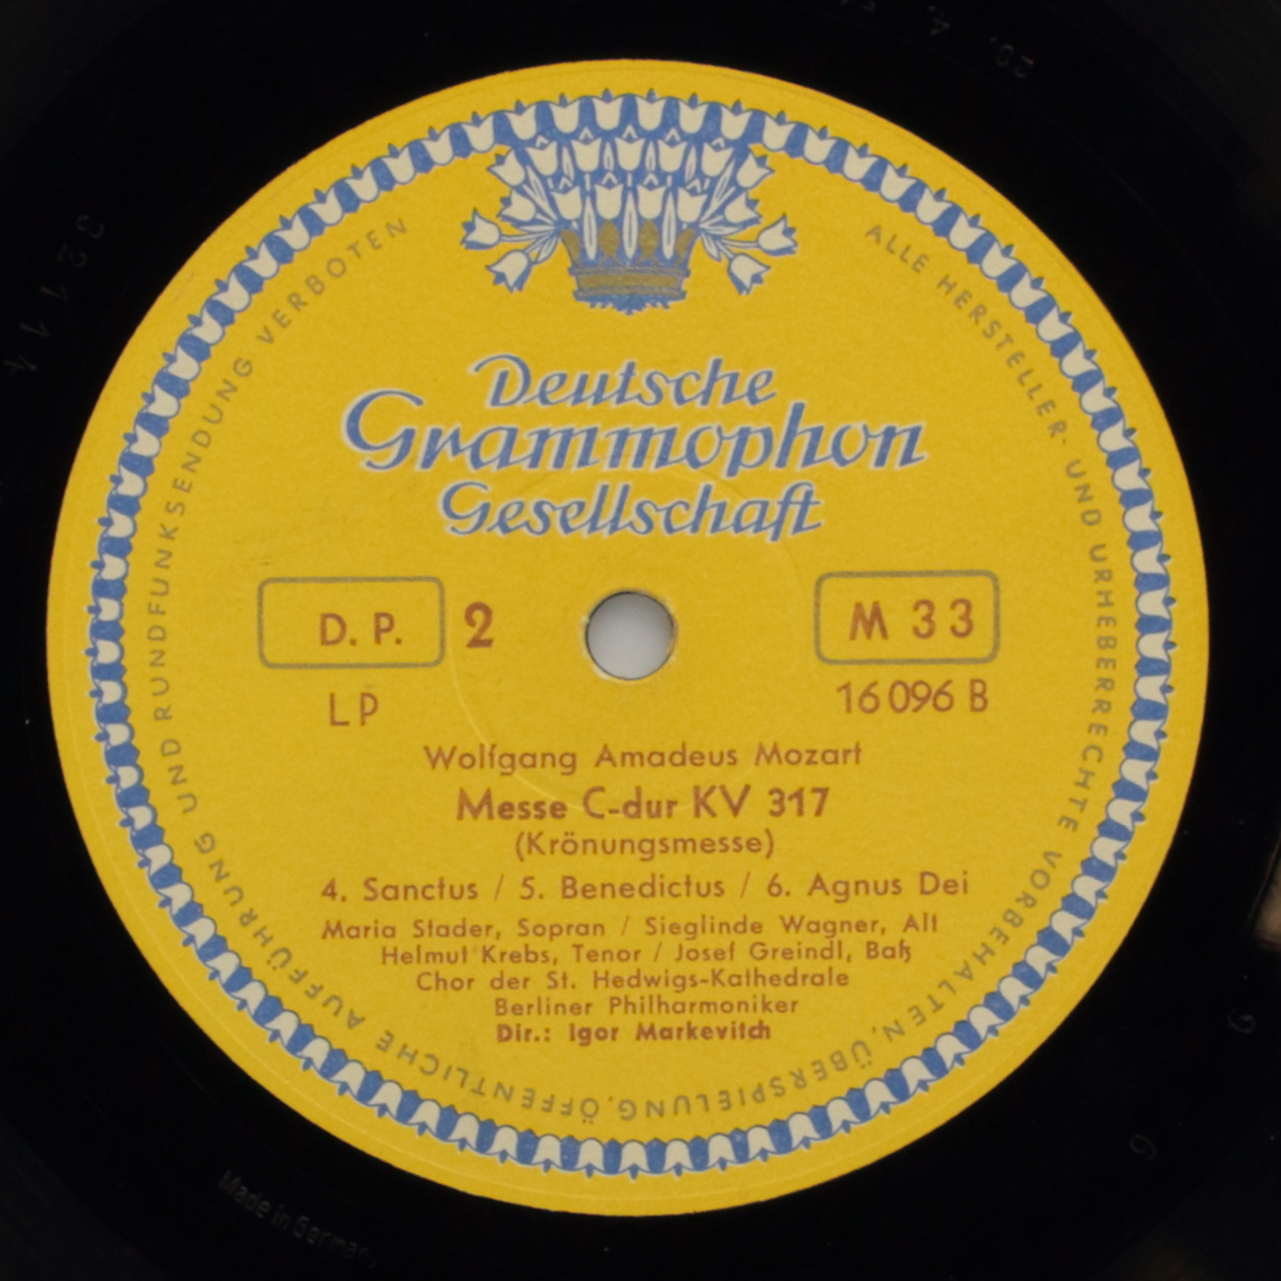 Deutsche
Grammophon
Gesellschaft
D. P. 2
M 33
LP
16 096 B
Wolfgang Amadeus Mozart
Messe C-dur KV 317
(Krönungsmesse)
4. Sanctus / 5. Benedictus / 6. Agnus Dei
Maria Stader, Sopran / Sieglinde Wagner, Alt
Helmut Krebs, Tenor / Josef Greindl, Baß
Chor der St. Hedwigs-Kathedrale
Berliner Philharmoniker
Dir.: Igor Markevitch
ALLE HERSTELLER- UND URHEBERRECHTE VORBEHALTEN, ÜBERSPIELUNG, ÖFFENTLICHE AUFFÜHRUNG UND RUNDFUNKSENDUNG VERBOTEN
Made in Germany